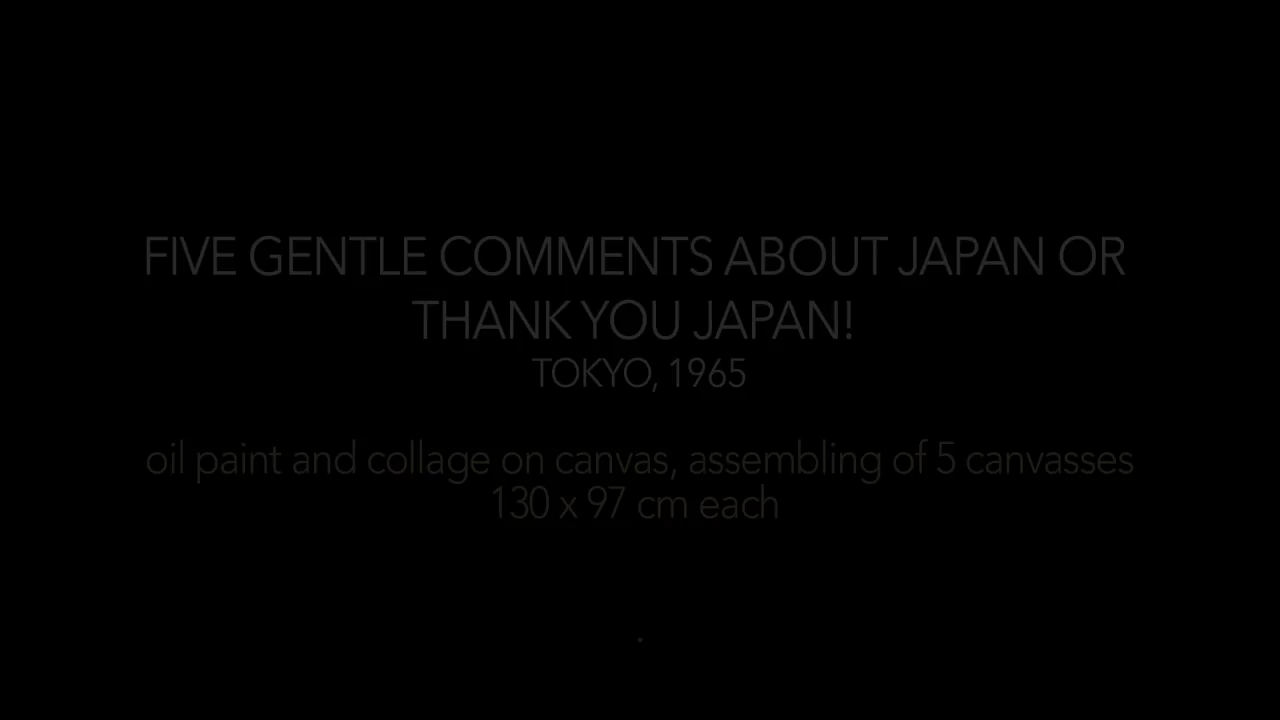 FIVE GENTLE COMMENTS ABOUT JAPAN OR
THANK YOU JAPAN!
TOKYO, 1965
oil paint and collage on canvas, assembling of 5 canvasses
130 x 97 cm each
.